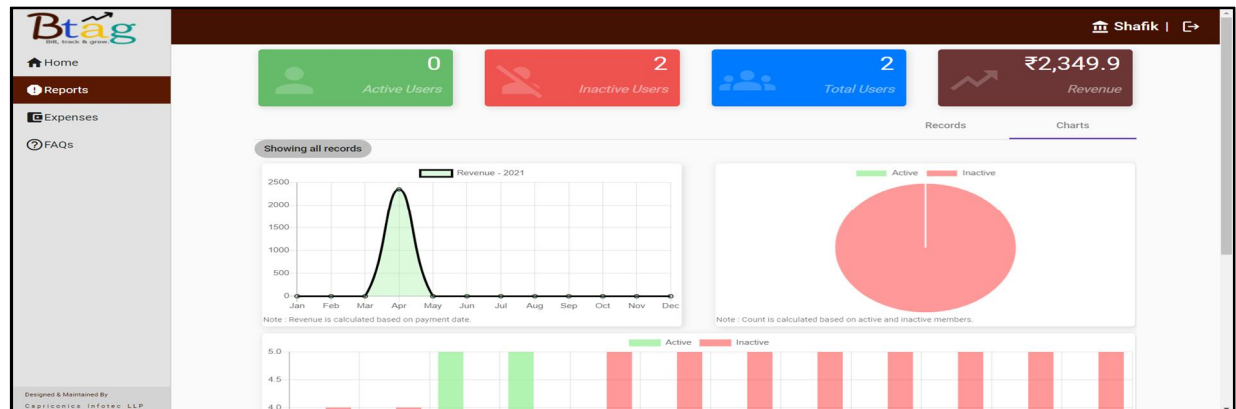 Btag
Bill, track & grow.
Shafik |
Home
Reports
Expenses
FAQs
0
Active Users
2
Inactive Users
2
Total Users
₹2,349.9
Revenue
Records
Charts
Showing all records
Revenue - 2021
2500
2000
1500
1000
500
0
Jan Feb Mar Apr May Jun Jul Aug Sep Oct Nov Dec
Note : Revenue is calculated based on payment date.
Active Inactive
Note : Count is calculated based on active and inactive members.
Active Inactive
5.0
4.5
4.0
Designed & Maintained By
Capriconics Infotec LLP